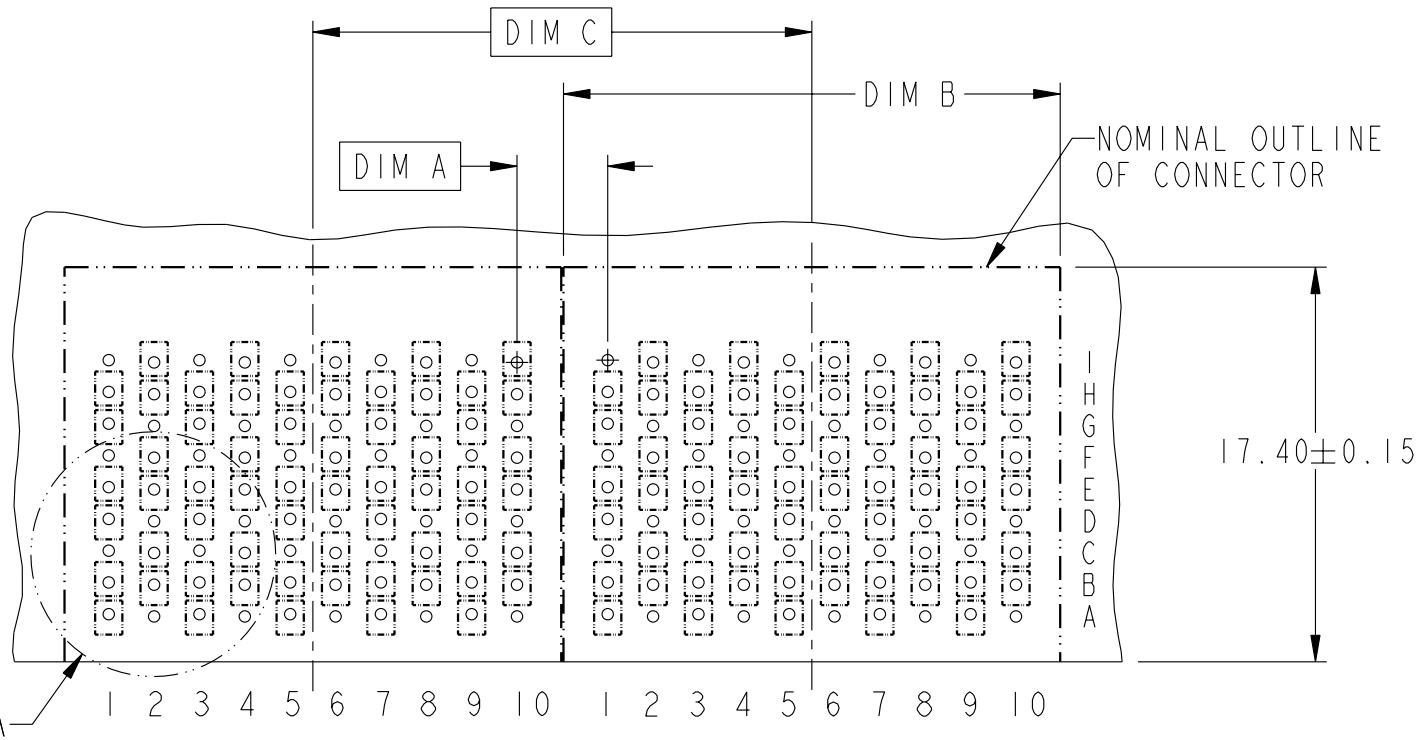 DIM C
DIM B
DIM A
NOMINAL OUTLINE
OF CONNECTOR
I
H
G
F
E
D
C
B
A
17.40±0.15
1 2 3 4 5 6 7 8 9 10 1 2 3 4 5 6 7 8 9 10